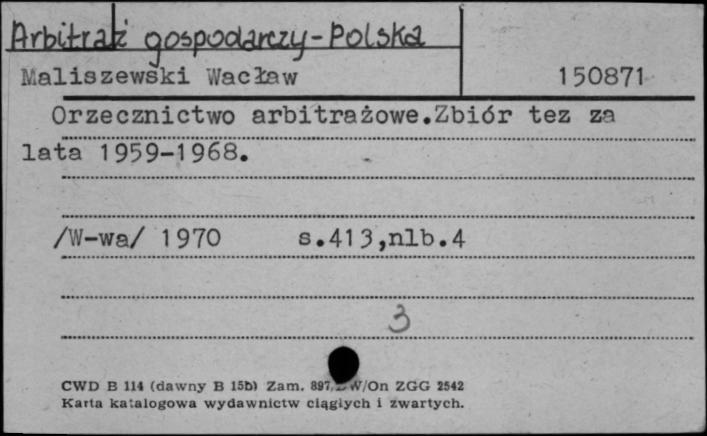 Arbitraż gospodarczy-Polska
Maliszewski Wacław 150871
Orzecznictwo arbitrażowe.Zbiór tez za
lata 1959-1968.
/W-wa/ 1970 s.413,nlb.4
3
CWD B 114 (dawny B 15b) Zam. 897 W/On ZGG 2542
Karta katalogowa wydawnictw ciągłych i zwartych.